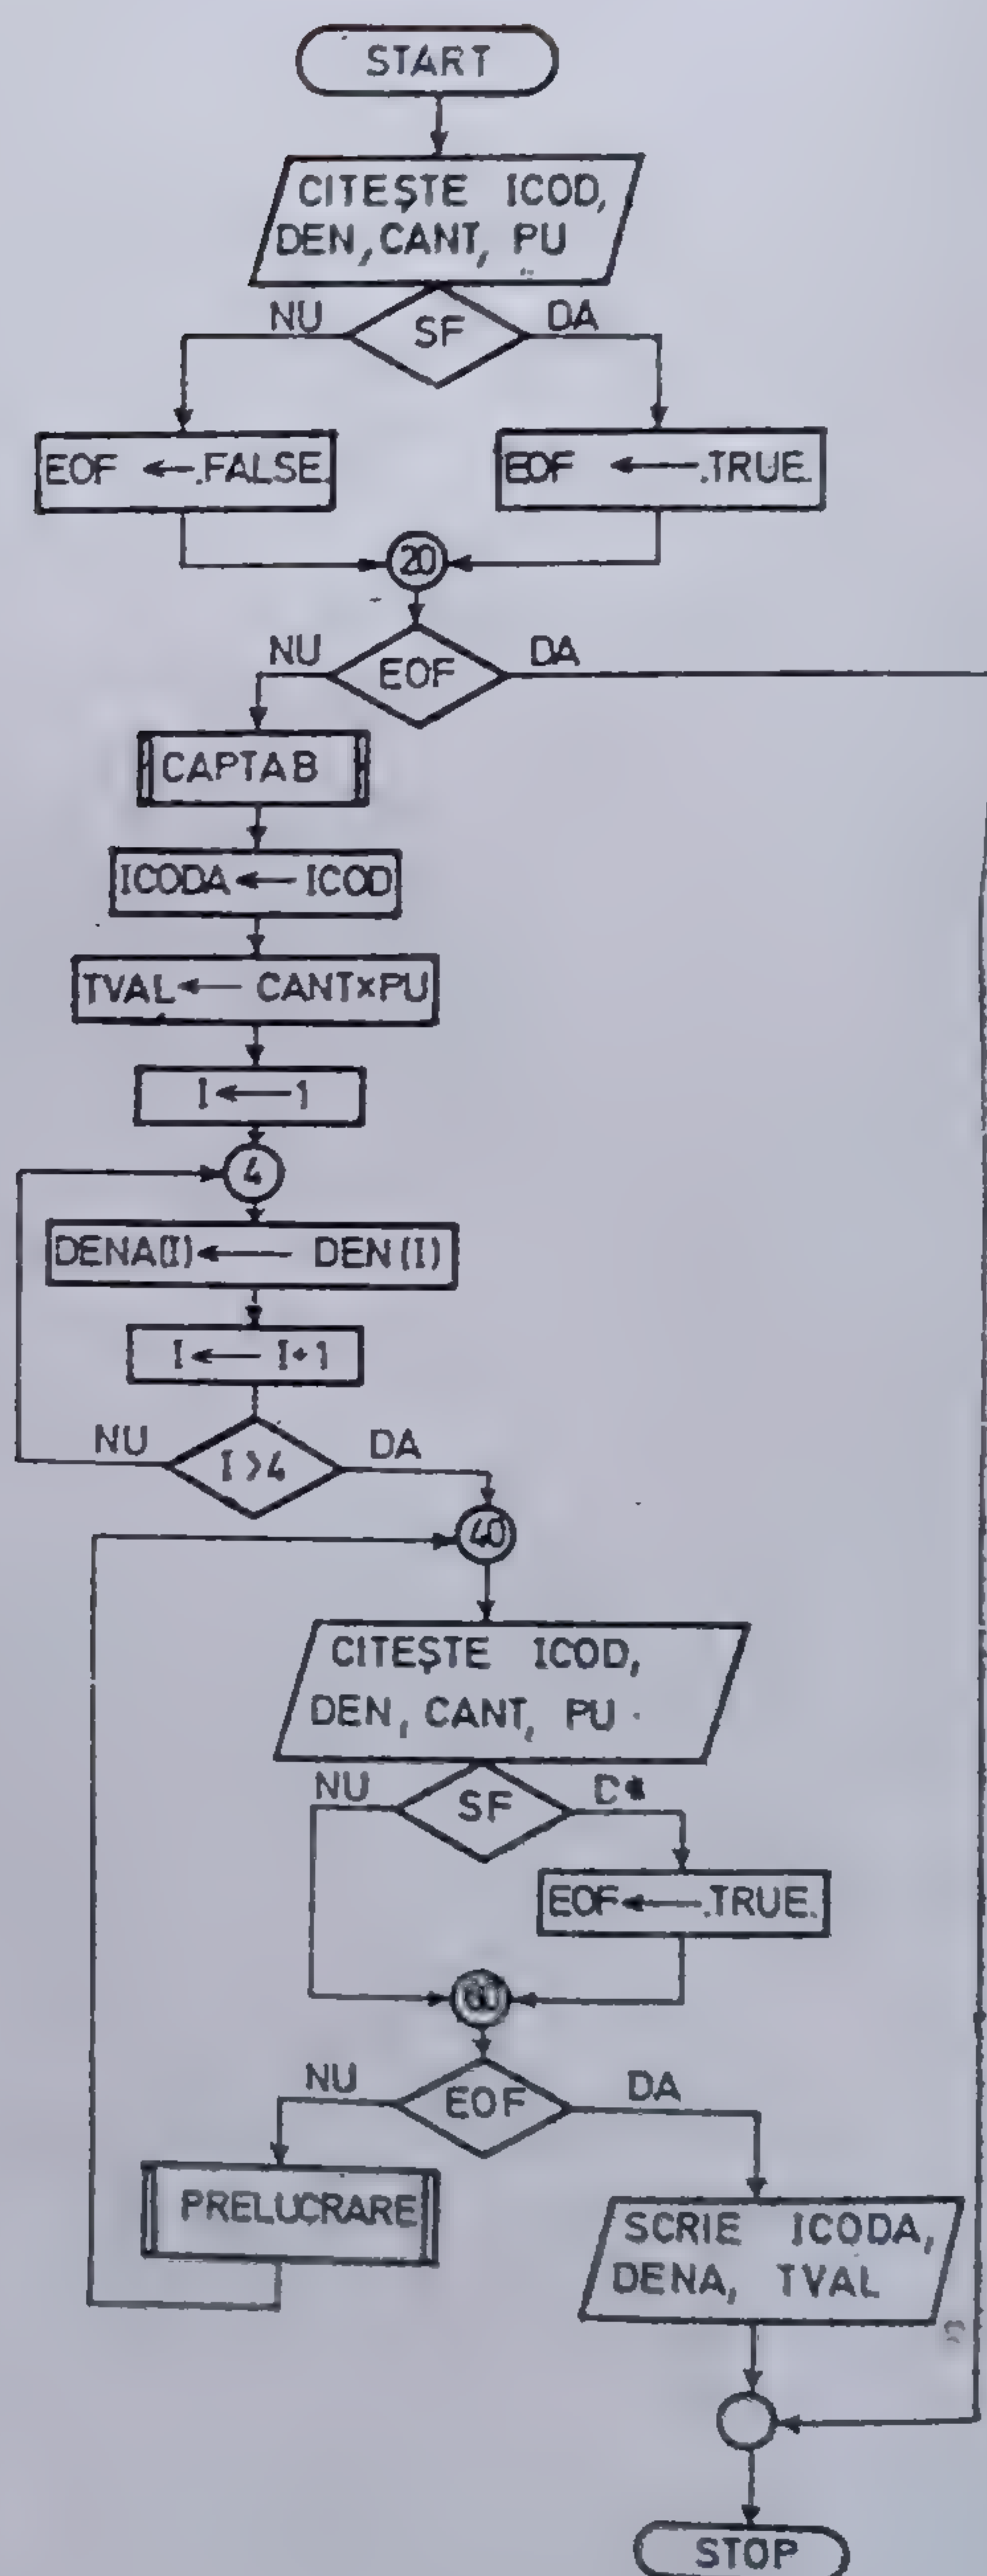 START
CITEȘTE ICOD,
DEN, CANT, PU
NU
SF
DA
EOF ← .FALSE.
EOF ← .TRUE.
20
NU
EOF
DA
CAPTAB
ICODA ← ICOD
TVAL ← CANT×PU
I ← 1
4
DENA(I) ← DEN(I)
I ← I+1
NU
I>4
DA
40
CITEȘTE ICOD,
DEN, CANT, PU
NU
SF
EOF ← .TRUE.
NU
EOF
DA
PRELUCRARE
SCRIE ICODA,
DENA, TVAL
STOP